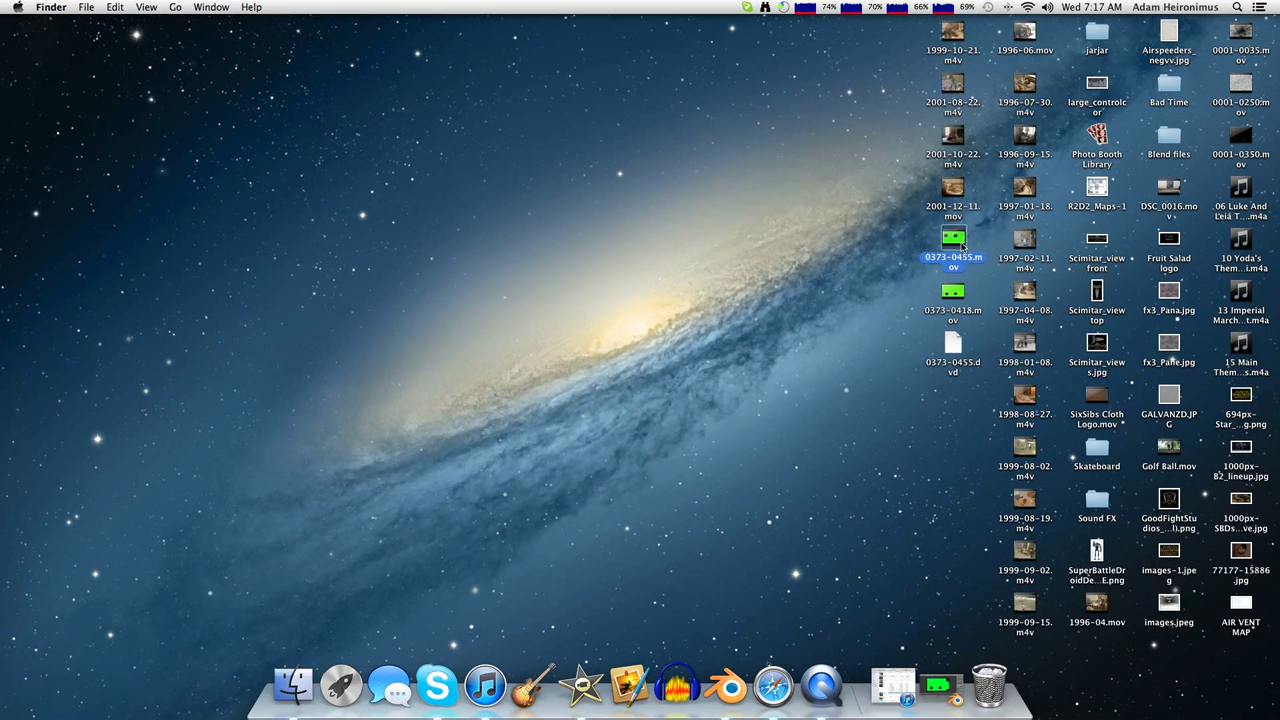 Finder File Edit View Go Window Help 74% 70% 66% 69% Wed 7:17 AM Adam Heironimus
1999-10-21.
m4v
1996-06.mov
jarjar
Airspeeders_
negvv.jpg
0001-0035.m
ov
2001-08-22.
m4v
1996-07-30.
m4v
large_controlc
or
Bad Time
0001-0250.m
ov
2001-10-22.
m4v
1996-09-15.
m4v
Photo Booth
Library
Blend files
0001-0350.m
ov
2001-12-11.
mov
1997-01-18.
m4v
R2D2_Maps-1
DSC_0016.mo
v
06 Luke And
Leia T...m4a
0373-0455.m
ov
1997-02-11.
m4v
Scimitar_view
front
Fruit Salad
logo
10 Yoda's
Them...i.m4a
0373-0418.m
ov
1997-04-08.
m4v
Scimitar_view
top
fx3_Pana.jpg
13 Imperial
March...t.m4a
0373-0455.d
vd
1998-01-08.
m4v
Scimitar_view
s.jpg
fx3_Pane.jpg
15 Main
Them...s.m4a
1998-08-27.
m4v
SixSibs Cloth
Logo.mov
GALVANZD.JP
G
694px-
Star_...g.png
1999-08-02.
m4v
Skateboard
Golf Ball.mov
1000px-
B2_lineup.jpg
1999-08-19.
m4v
Sound FX
GoodFightStu
dios_...l).png
1000px-
SBDs...ve.jpg
1999-09-02.
m4v
SuperBattleDr
oidDe...E.png
images-1.jpe
g
77177-15886
.jpg
1999-09-15.
m4v
1996-04.mov
images.jpeg
AIR VENT
MAP